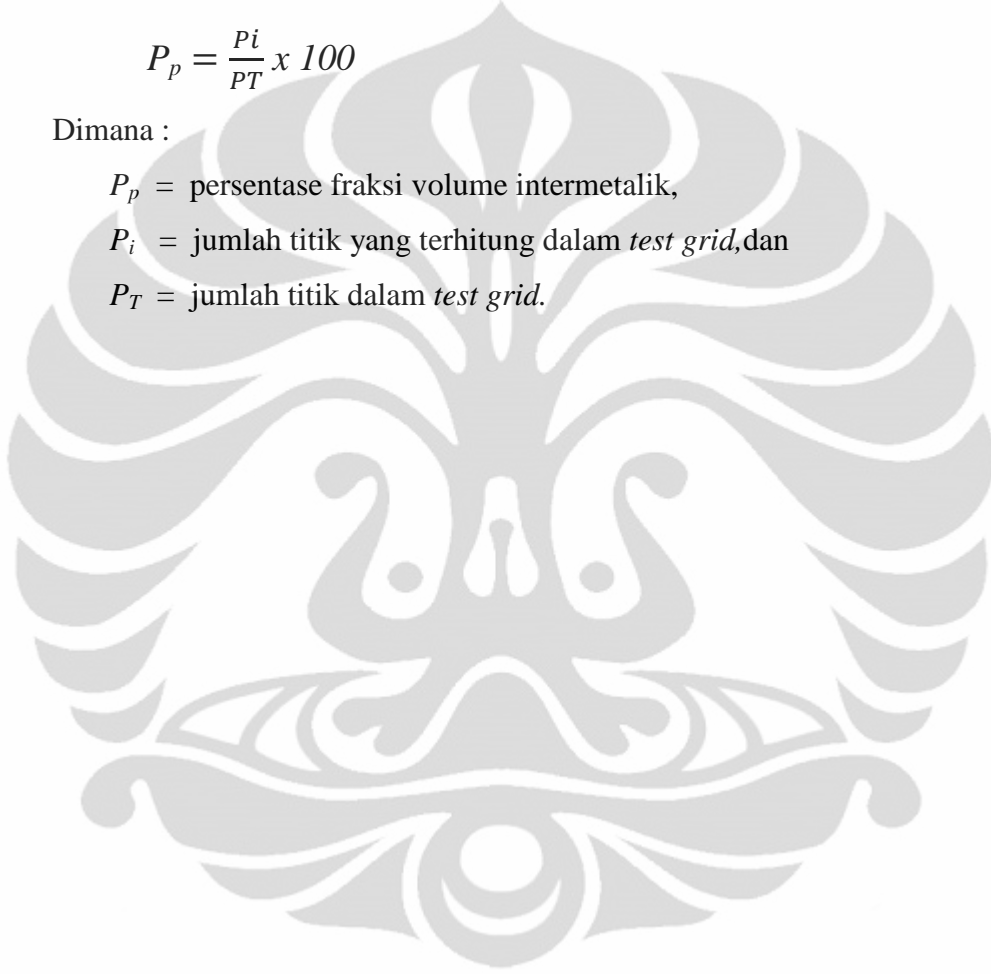 P_p = Pi/PT x 100
Dimana :
P_p = persentase fraksi volume intermetalik,
P_i = jumlah titik yang terhitung dalam test grid,dan
P_T = jumlah titik dalam test grid.